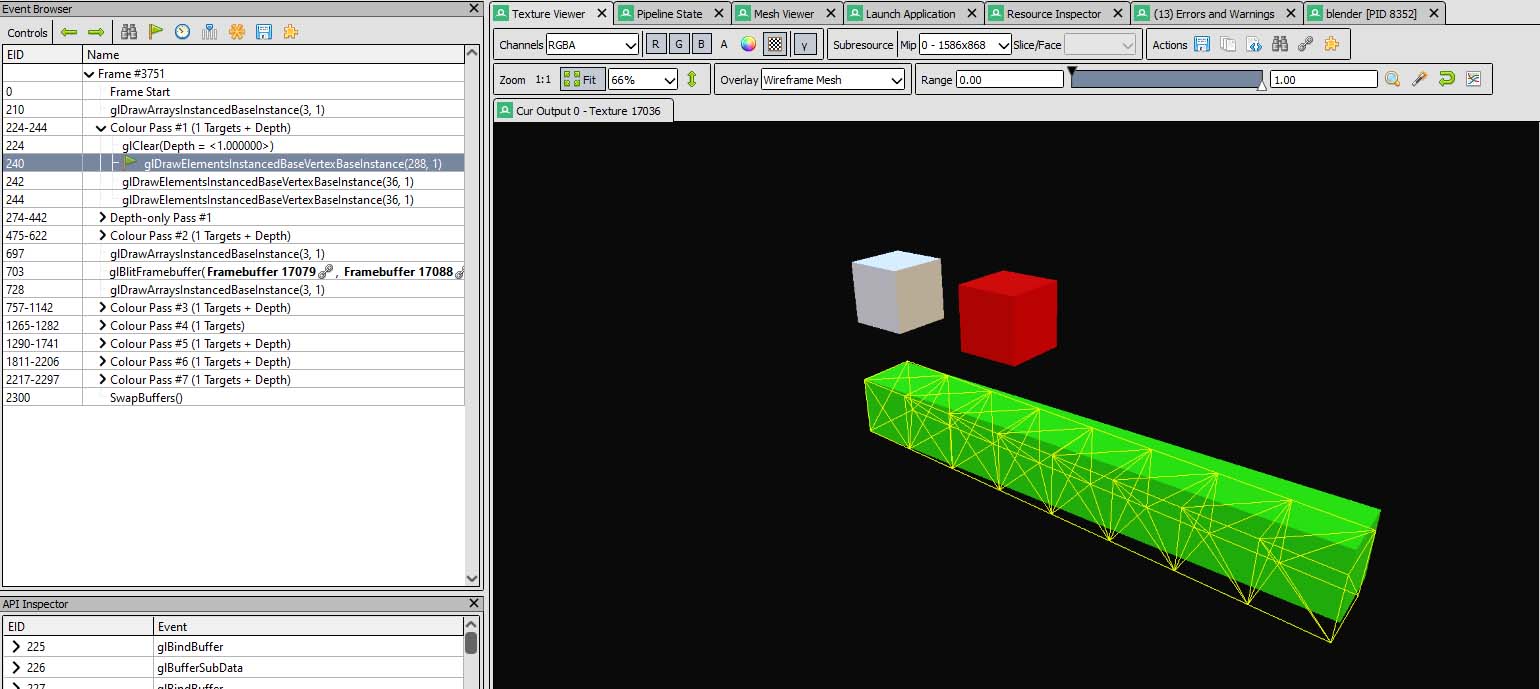 Event Browser
Controls
EID Name
Frame #3751
0 Frame Start
210 glDrawArraysInstancedBaseInstance(3, 1)
224-244 Colour Pass #1 (1 Targets + Depth)
224 glClear(Depth = <1.000000>)
240 glDrawElementsInstancedBaseVertexBaseInstance(288, 1)
242 glDrawElementsInstancedBaseVertexBaseInstance(36, 1)
244 glDrawElementsInstancedBaseVertexBaseInstance(36, 1)
274-442 Depth-only Pass #1
475-622 Colour Pass #2 (1 Targets + Depth)
697 glDrawArraysInstancedBaseInstance(3, 1)
703 glBlitFramebuffer( Framebuffer 17079 , Framebuffer 17088
728 glDrawArraysInstancedBaseInstance(3, 1)
757-1142 Colour Pass #3 (1 Targets + Depth)
1265-1282 Colour Pass #4 (1 Targets)
1290-1741 Colour Pass #5 (1 Targets + Depth)
1811-2206 Colour Pass #6 (1 Targets + Depth)
2217-2297 Colour Pass #7 (1 Targets + Depth)
2300 SwapBuffers()
API Inspector
EID Event
225 glBindBuffer
226 glBufferSubData
227 glBindBuffer
Texture Viewer Pipeline State Mesh Viewer Launch Application Resource Inspector (13) Errors and Warnings blender [PID 8352]
Channels RGBA R G B A γ Subresource Mip 0 - 1586x868 Slice/Face Actions
Zoom 1:1 Fit 66% Overlay Wireframe Mesh Range 0.00 1.00
Cur Output 0 - Texture 17036